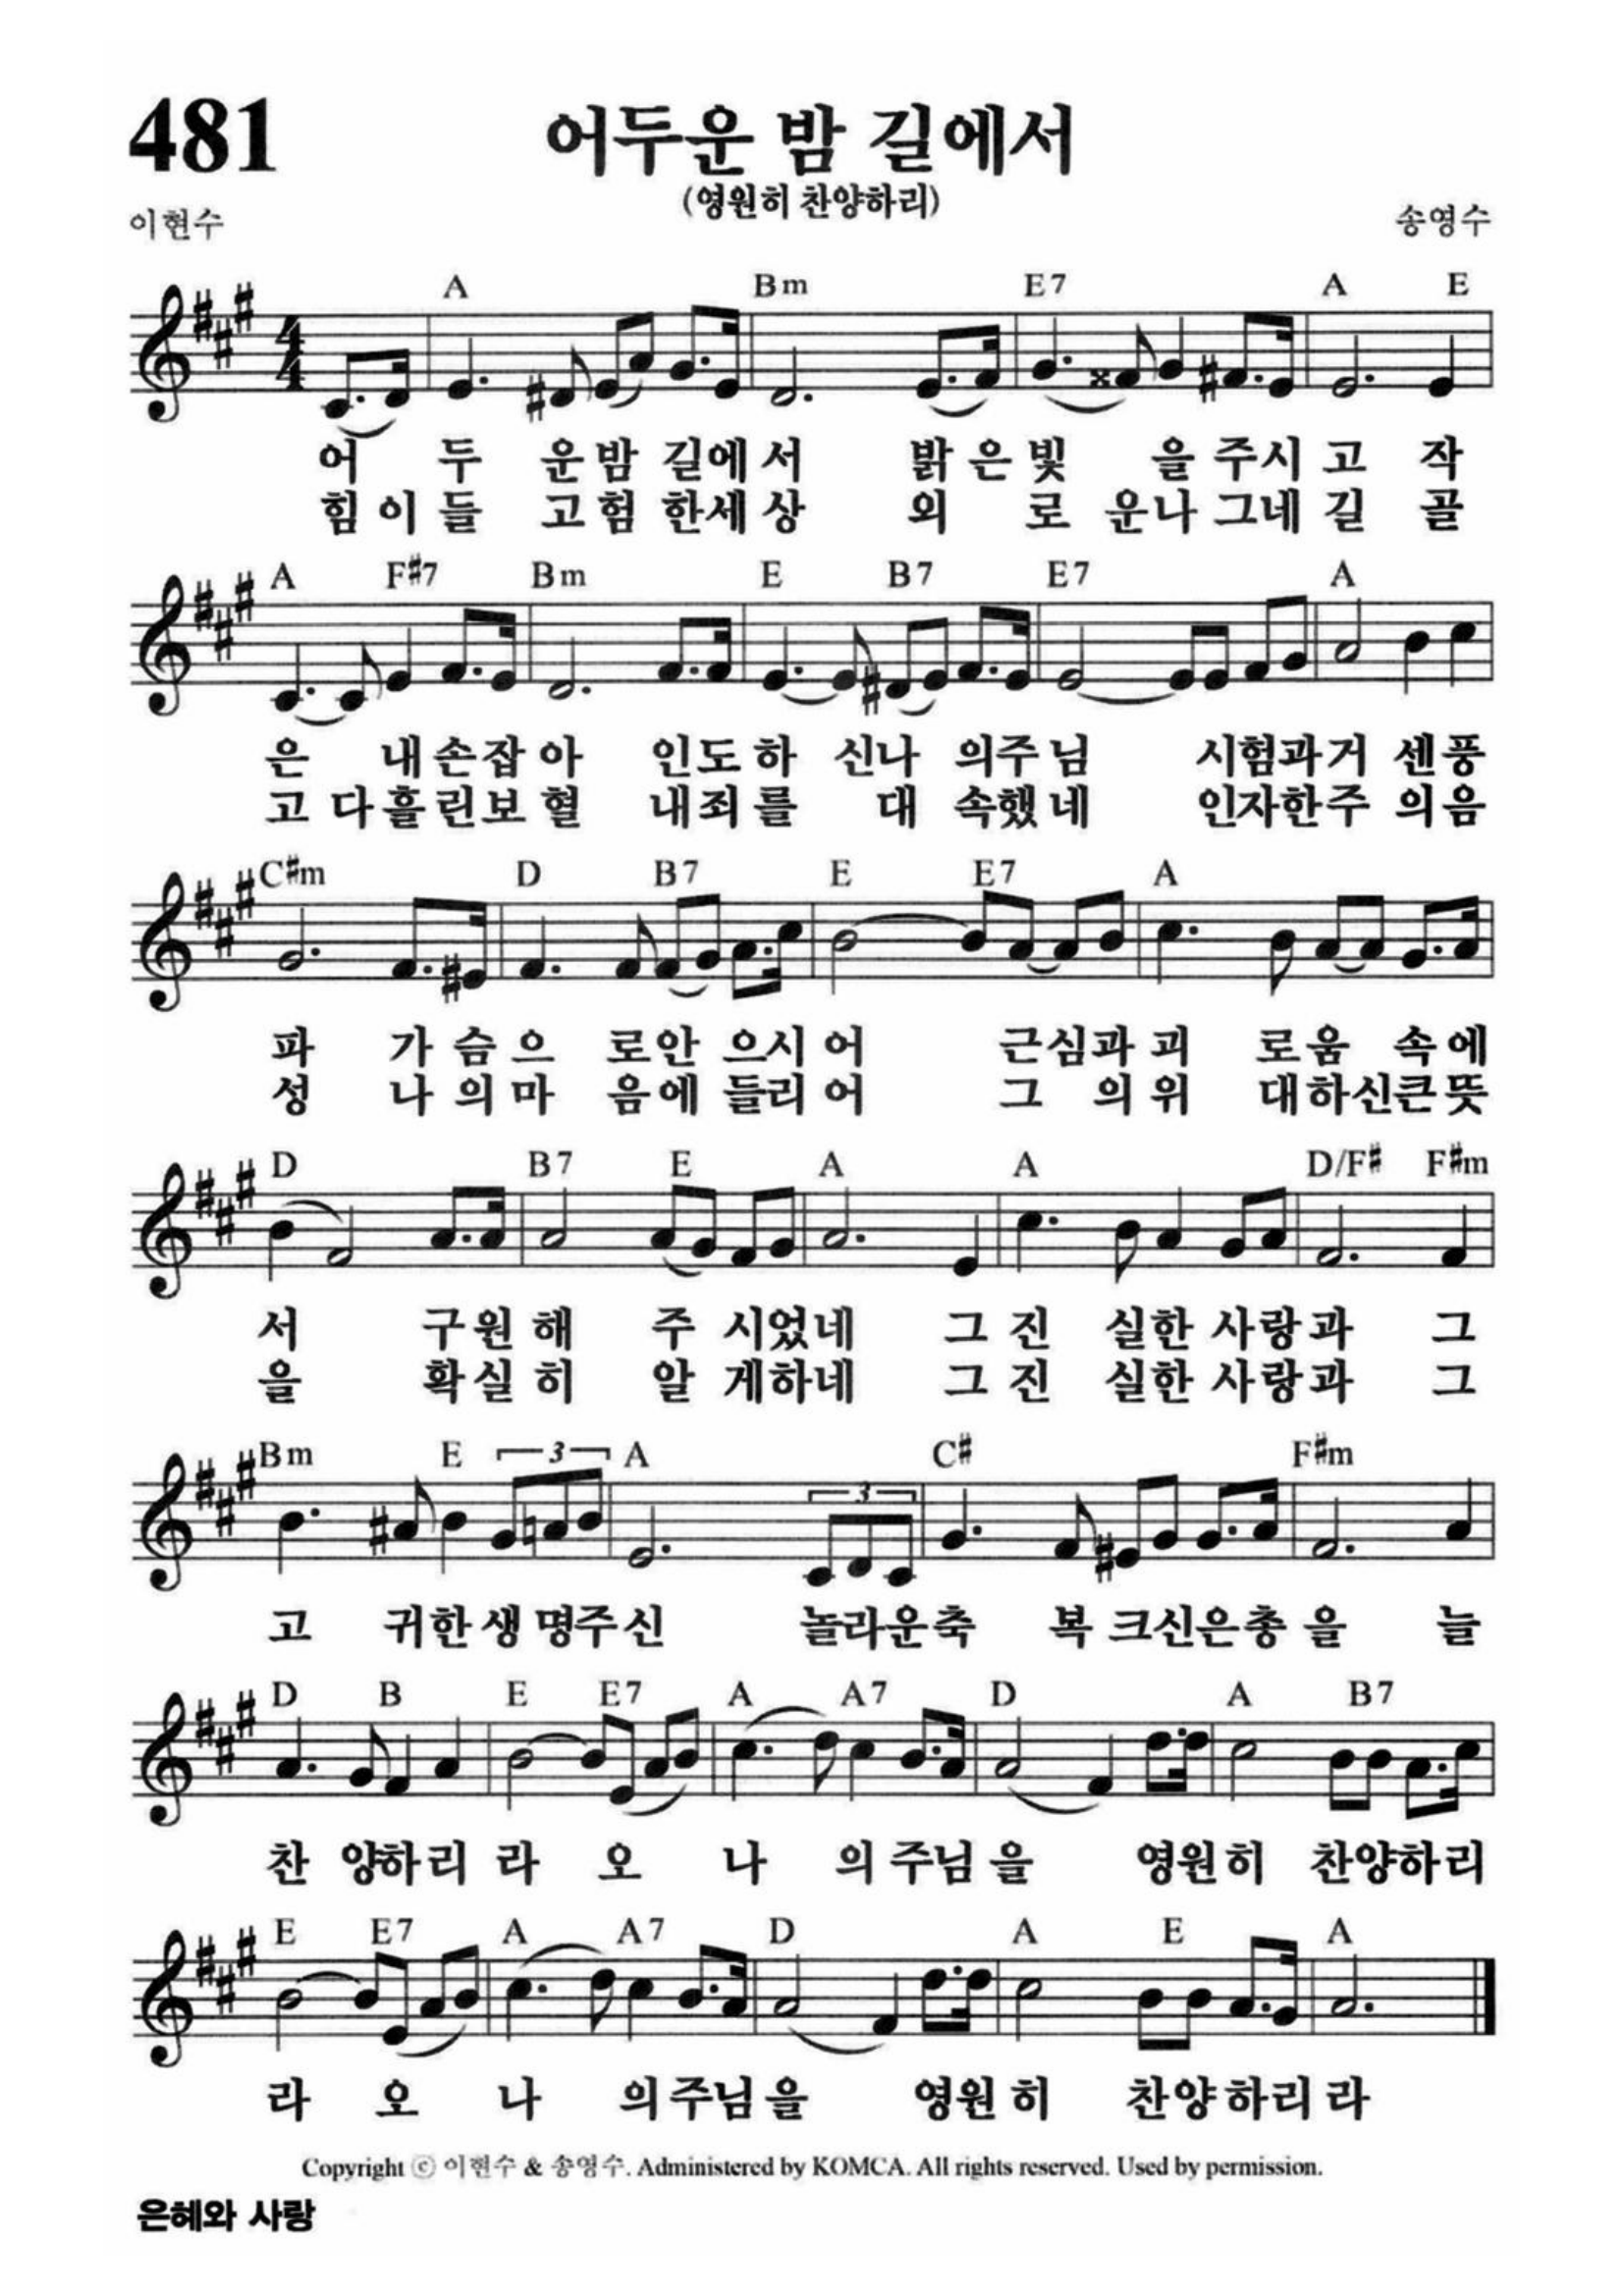 481
어두운 밤 길에서
(영원히 찬양하리)
이현수 송영수
A Bm E7 A E
어 두 운밤 길에서 밝은빛 을주시고 작
힘이들 고험한세상 외 로 운나그네길 골
A F#7 Bm E B7 E7 A
은 내손잡아 인도하 신나 의주님 시험과거 센풍
고다흘린보혈 내죄를 대 속했네 인자한주 의음
C#m D B7 E E7 A
파 가슴으 로안 으시어 근심과괴 로움 속에
성 나의마 음에 들리어 그 의위 대하신큰뜻
D B7 E A A D/F# F#m
서 구원해 주 시었네 그진 실한사랑과 그
을 확실히 알 게하네 그진 실한사랑과 그
Bm E 3 A 3 C# F#m
고 귀한생명주신 놀라운축 복크신은총을 늘
D B E E7 A A7 D A B7
찬 양하리라 오 나 의주님을 영원히 찬양하리
E E7 A A7 D A E A
라 오 나 의주님을 영원히 찬양하리라
Copyright ⓒ 이현수 & 송영수. Administered by KOMCA. All rights reserved. Used by permission.
은혜와 사랑